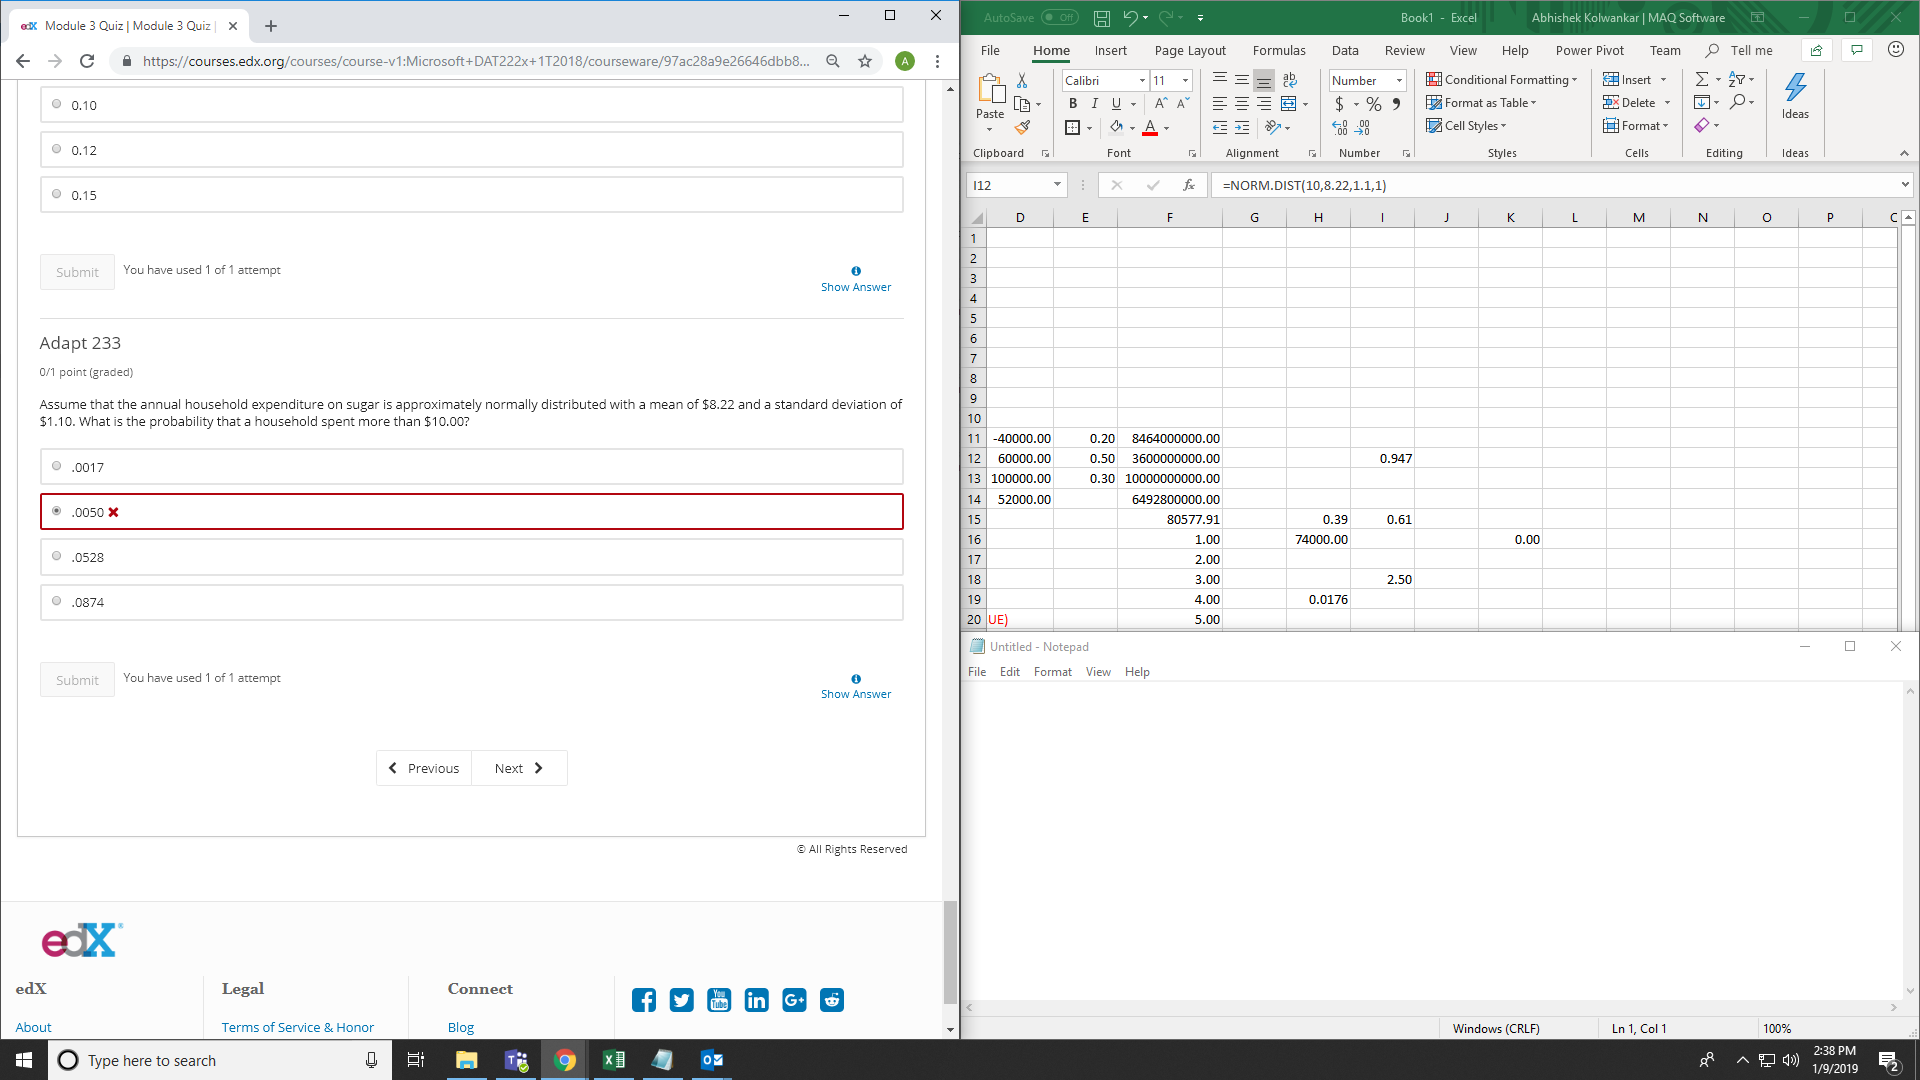 edX Module 3 Quiz | Module 3 Quiz |
https://courses.edx.org/courses/course-v1:Microsoft+DAT222x+1T2018/courseware/97ac28a9e26646dbb8...
A
0.10
0.12
0.15
Submit
You have used 1 of 1 attempt
Show Answer
Adapt 233
0/1 point (graded)
Assume that the annual household expenditure on sugar is approximately normally distributed with a mean of $8.22 and a standard deviation of
$1.10. What is the probability that a household spent more than $10.00?
.0017
.0050
.0528
.0874
Submit
You have used 1 of 1 attempt
Show Answer
Previous
Next
© All Rights Reserved
edX
edX
Legal
Connect
About
Terms of Service & Honor
Blog
AutoSave Off
Book1 - Excel
Abhishek Kolwankar | MAQ Software
File Home Insert Page Layout Formulas Data Review View Help Power Pivot Team Tell me
Paste
Clipboard
Calibri 11
B I U
Font
Alignment
Number
$ % 9
Number
Conditional Formatting
Format as Table
Cell Styles
Styles
Insert
Delete
Format
Cells
Editing
Ideas
Ideas
I12
fx
=NORM.DIST(10,8.22,1.1,1)
D E F G H I J K L M N O P
1
2
3
4
5
6
7
8
9
10
11 -40000.00 0.20 8464000000.00
12 60000.00 0.50 3600000000.00 0.947
13 100000.00 0.30 10000000000.00
14 52000.00 6492800000.00
15 80577.91 0.39 0.61
16 1.00 74000.00 0.00
17 2.00
18 3.00 2.50
19 4.00 0.0176
20 UE) 5.00
Untitled - Notepad
File Edit Format View Help
Windows (CRLF) Ln 1, Col 1 100%
Type here to search
2:38 PM
1/9/2019
2